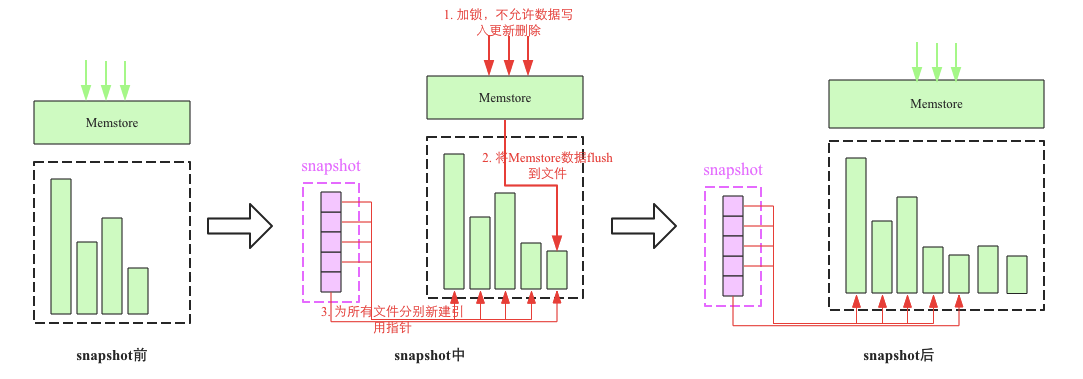 1. 加锁，不允许数据写
入更新删除
Memstore
snapshot前
Memstore
snapshot
2. 将Memstore数据flush
到文件
3. 为所有文件分别新建引
用指针
snapshot中
Memstore
snapshot
snapshot后